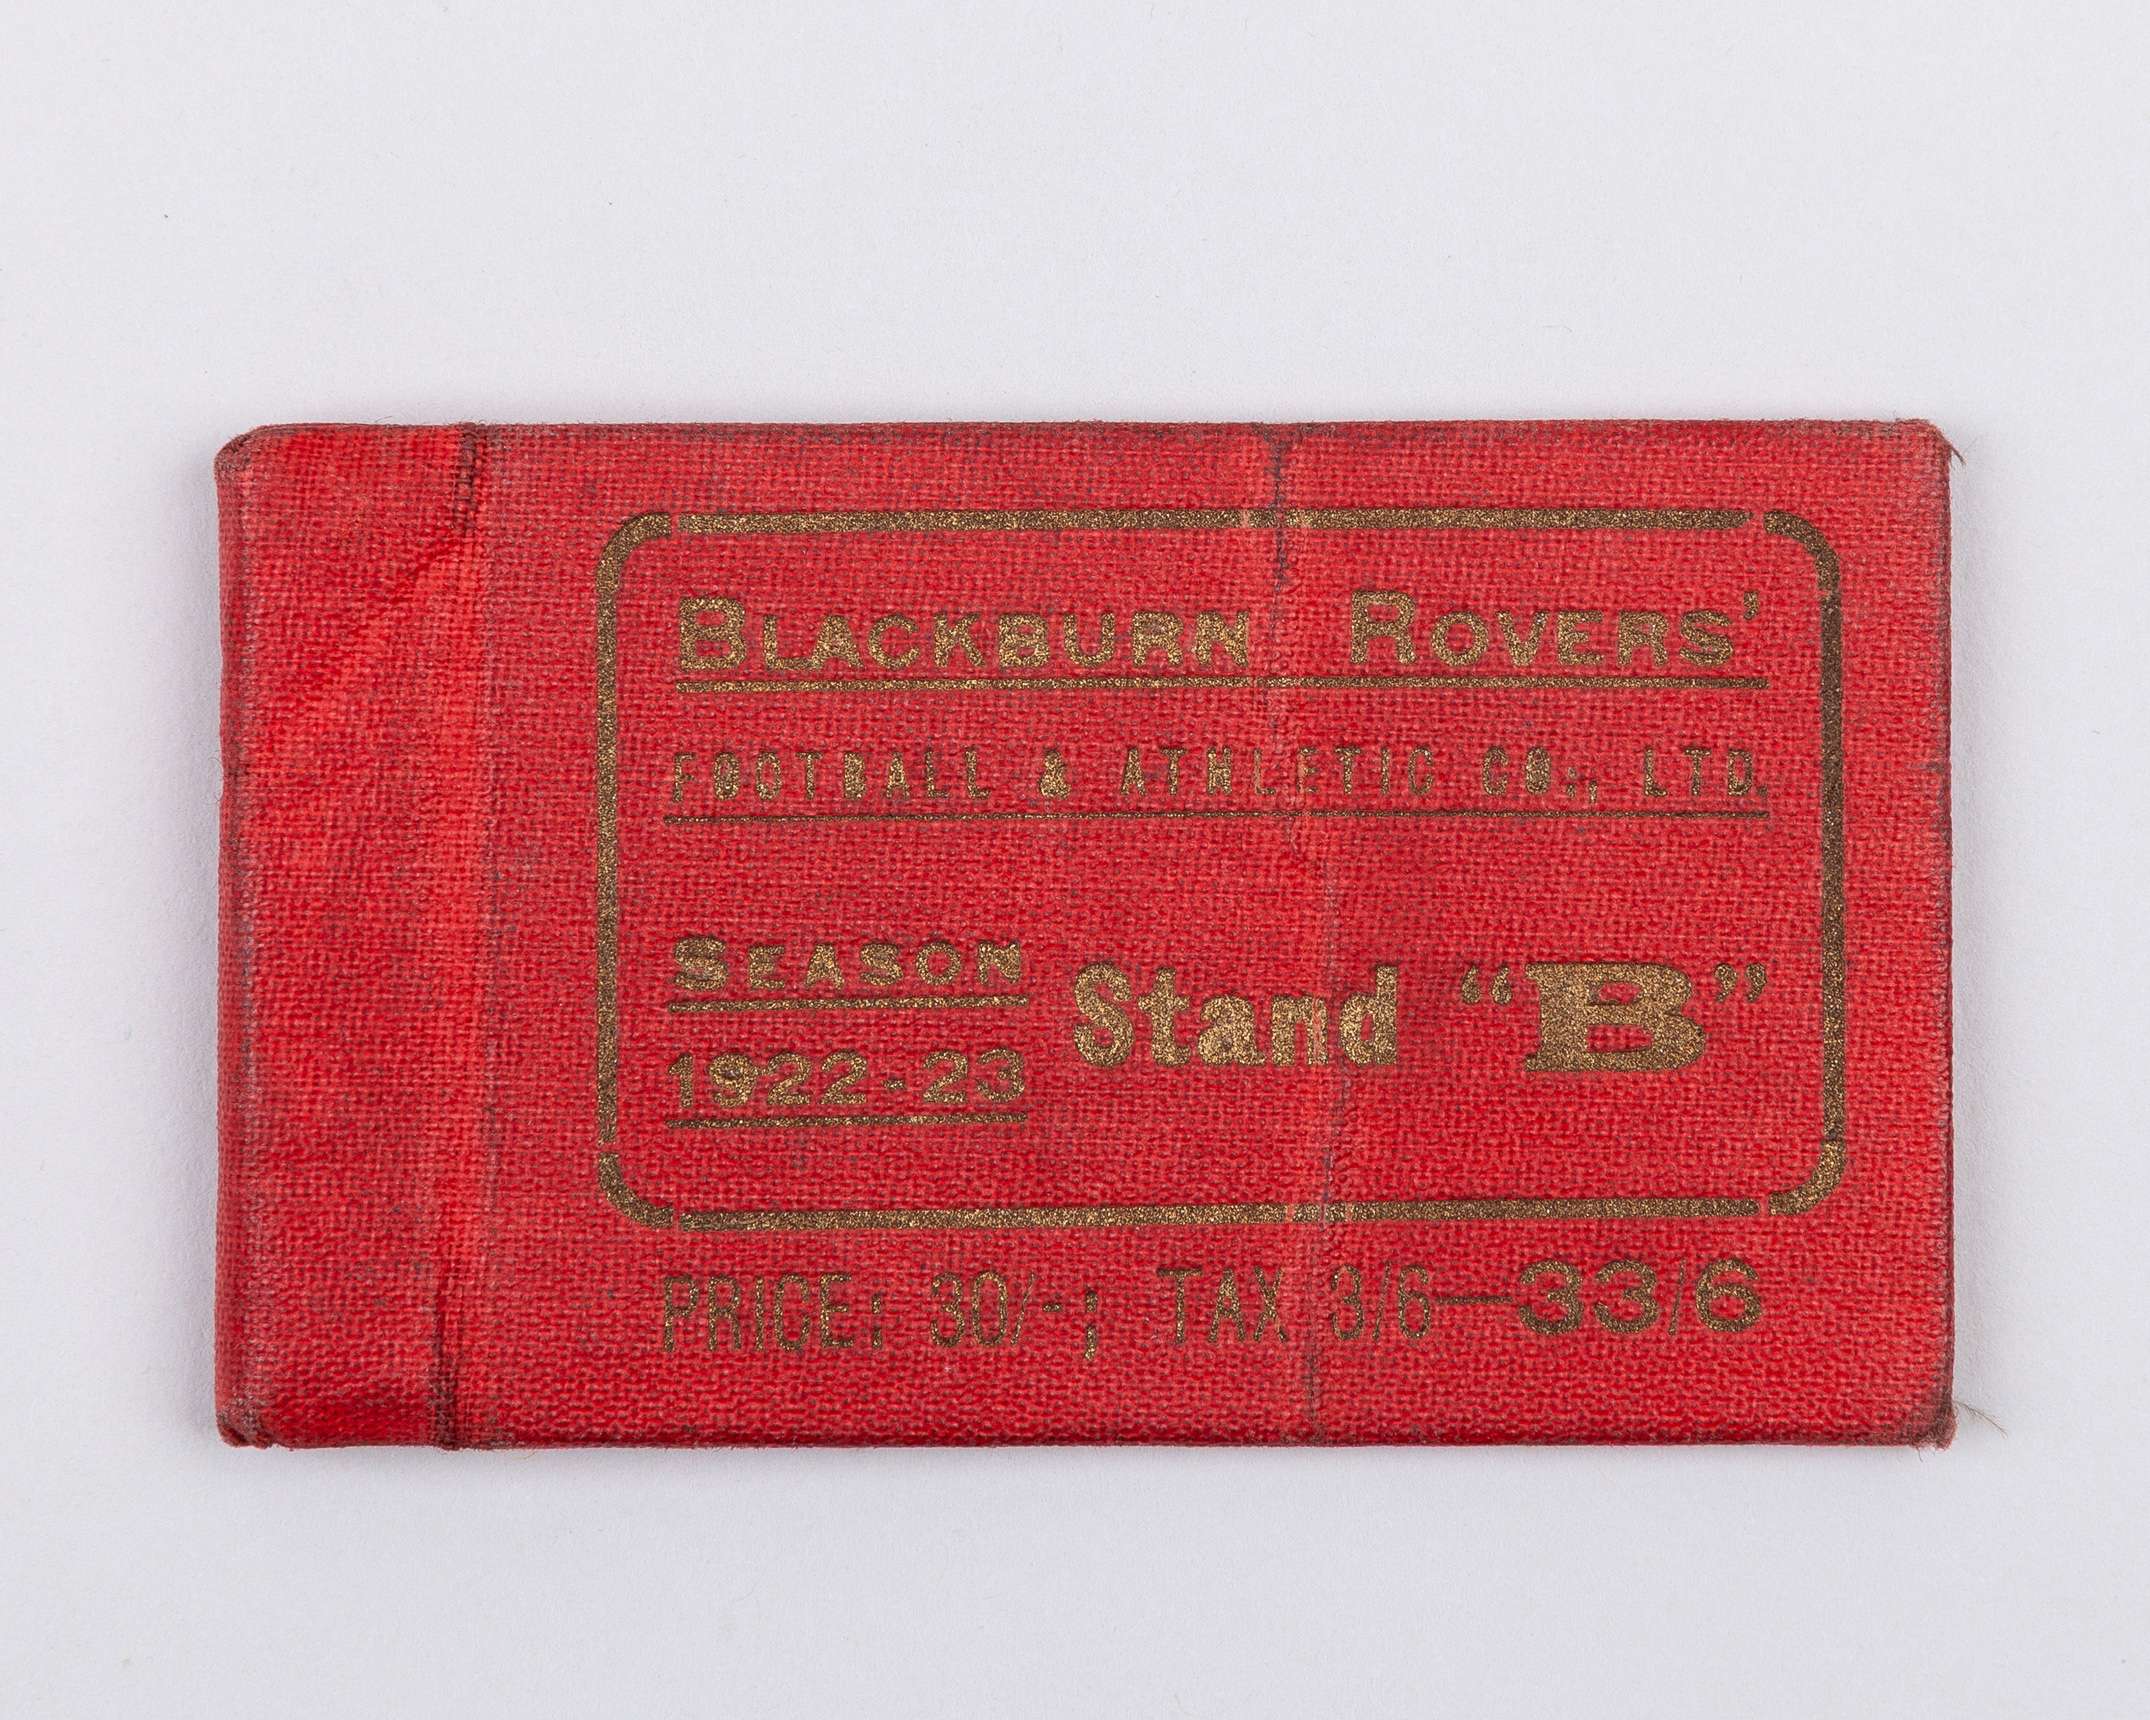 BLACKBURN ROVERS'
FOOTBALL & ATHLETIC CO., LTD.
SEASON
1922-23
Stand “B”
PRICE: 30/-; TAX 3/6—33/6